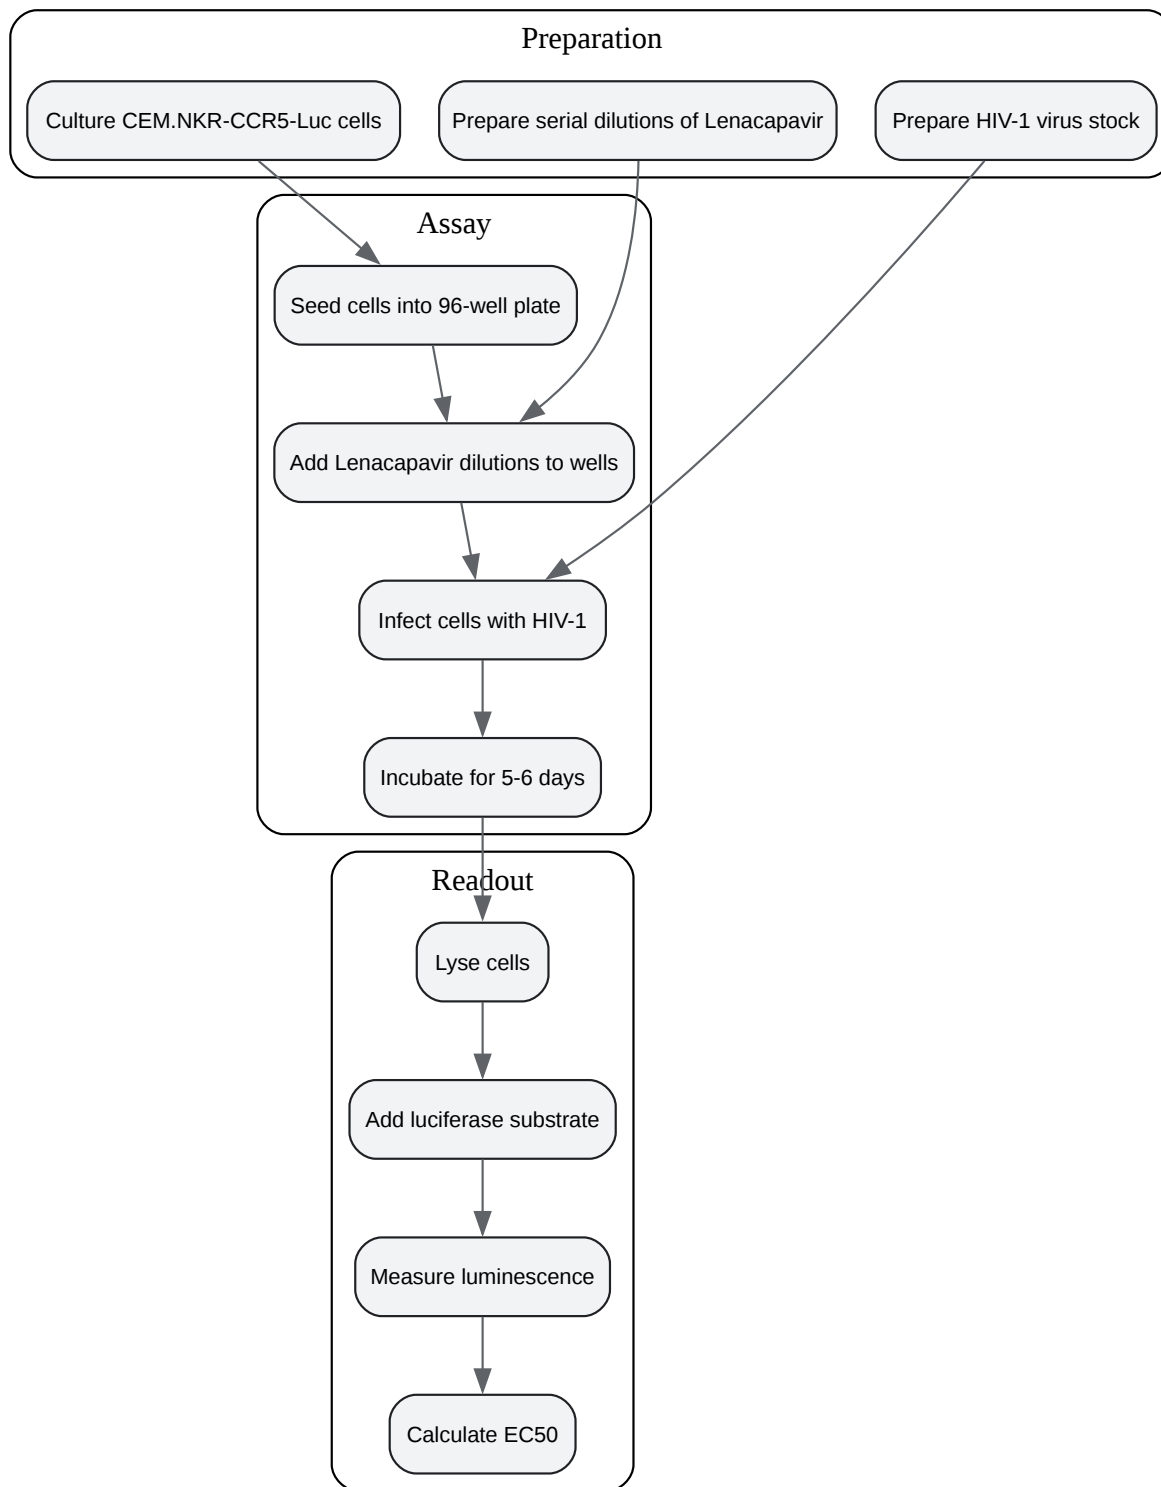 Preparation
Culture CEM.NKR-CCR5-Luc cells
Prepare serial dilutions of Lenacapavir
Prepare HIV-1 virus stock
Assay
Seed cells into 96-well plate
Add Lenacapavir dilutions to wells
Infect cells with HIV-1
Incubate for 5-6 days
Readout
Lyse cells
Add luciferase substrate
Measure luminescence
Calculate EC50